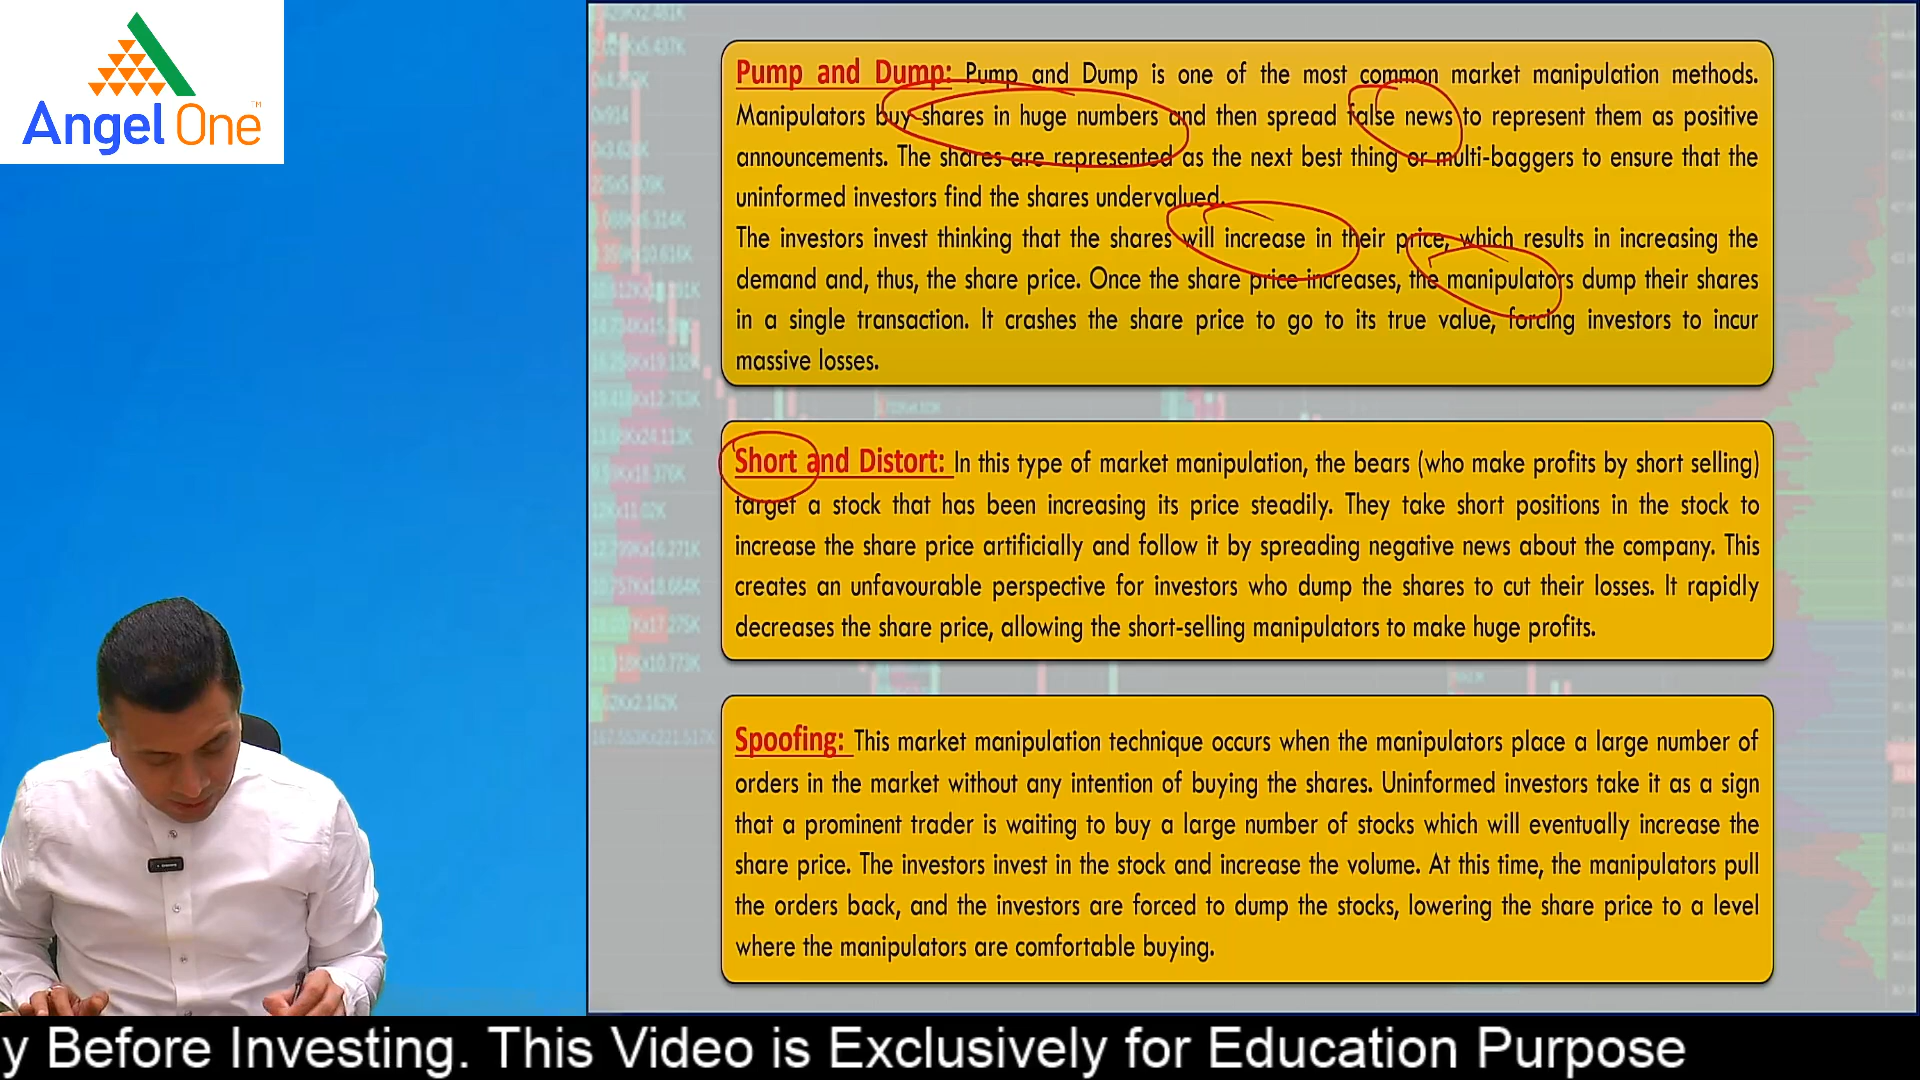 Angel One™
Pump and Dump: Pump and Dump is one of the most common market manipulation methods.
Manipulators buy shares in huge numbers and then spread false news to represent them as positive
announcements. The shares are represented as the next best thing or multi-baggers to ensure that the
uninformed investors find the shares undervalued.
The investors invest thinking that the shares will increase in their price, which results in increasing the
demand and, thus, the share price. Once the share price increases, the manipulators dump their shares
in a single transaction. It crashes the share price to go to its true value, forcing investors to incur
massive losses.
Short and Distort: In this type of market manipulation, the bears (who make profits by short selling)
target a stock that has been increasing its price steadily. They take short positions in the stock to
increase the share price artificially and follow it by spreading negative news about the company. This
creates an unfavourable perspective for investors who dump the shares to cut their losses. It rapidly
decreases the share price, allowing the short-selling manipulators to make huge profits.
Spoofing: This market manipulation technique occurs when the manipulators place a large number of
orders in the market without any intention of buying the shares. Uninformed investors take it as a sign
that a prominent trader is waiting to buy a large number of stocks which will eventually increase the
share price. The investors invest in the stock and increase the volume. At this time, the manipulators pull
the orders back, and the investors are forced to dump the stocks, lowering the share price to a level
where the manipulators are comfortable buying.
y Before Investing. This Video is Exclusively for Education Purpose